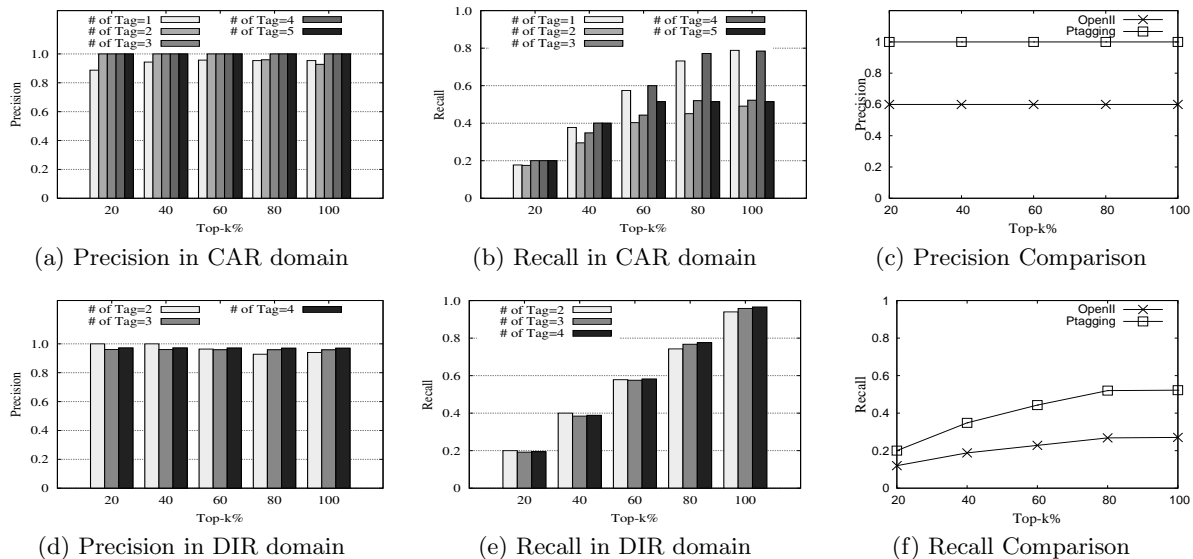 # of Tag=1
# of Tag=2
# of Tag=3
# of Tag=4
# of Tag=5
1.0
0.8
0.6
0.4
0.2
0
Precision
20 40 60 80 100
Top-k%
(a) Precision in CAR domain
# of Tag=1
# of Tag=2
# of Tag=3
# of Tag=4
# of Tag=5
1.0
0.8
0.6
0.4
0.2
0
Recall
20 40 60 80 100
Top-k%
(b) Recall in CAR domain
OpenII
Ptagging
1
0.8
0.6
0.4
0.2
0
Precision
20 40 60 80 100
Top-k%
(c) Precision Comparison
# of Tag=2
# of Tag=3
# of Tag=4
1.0
0.8
0.6
0.4
0.2
0
Precision
20 40 60 80 100
Top-k%
(d) Precision in DIR domain
# of Tag=2
# of Tag=3
# of Tag=4
1.0
0.8
0.6
0.4
0.2
0
Recall
20 40 60 80 100
Top-k%
(e) Recall in DIR domain
OpenII
Ptagging
1
0.8
0.6
0.4
0.2
0
Recall
20 40 60 80 100
Top-k%
(f) Recall Comparison